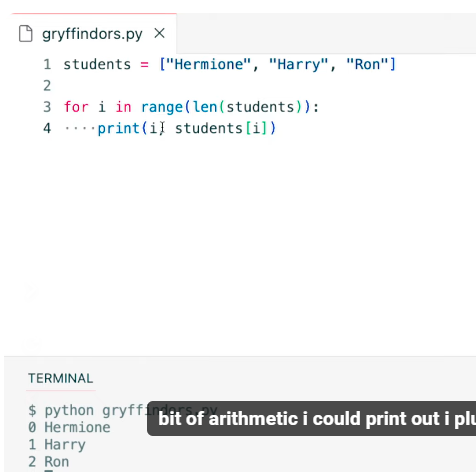 gryffindors.py ×
1 students = ["Hermione", "Harry", "Ron"]
2
3 for i in range(len(students)):
4 ····print(i, students[i])
TERMINAL
$ python gryffindors.py
bit of arithmetic i could print out i plu
0 Hermione
1 Harry
2 Ron